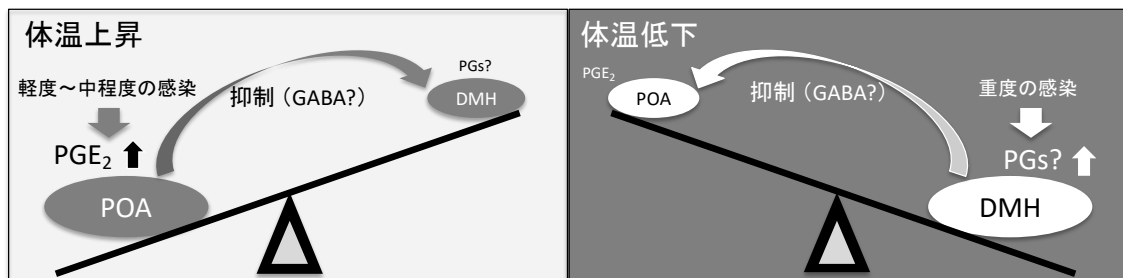 体温上昇
軽度～中程度の感染
PGE₂
POA
抑制（GABA?）
PGs?
DMH
体温低下
PGE₂
POA
抑制（GABA?）
重度の感染
PGs?
DMH